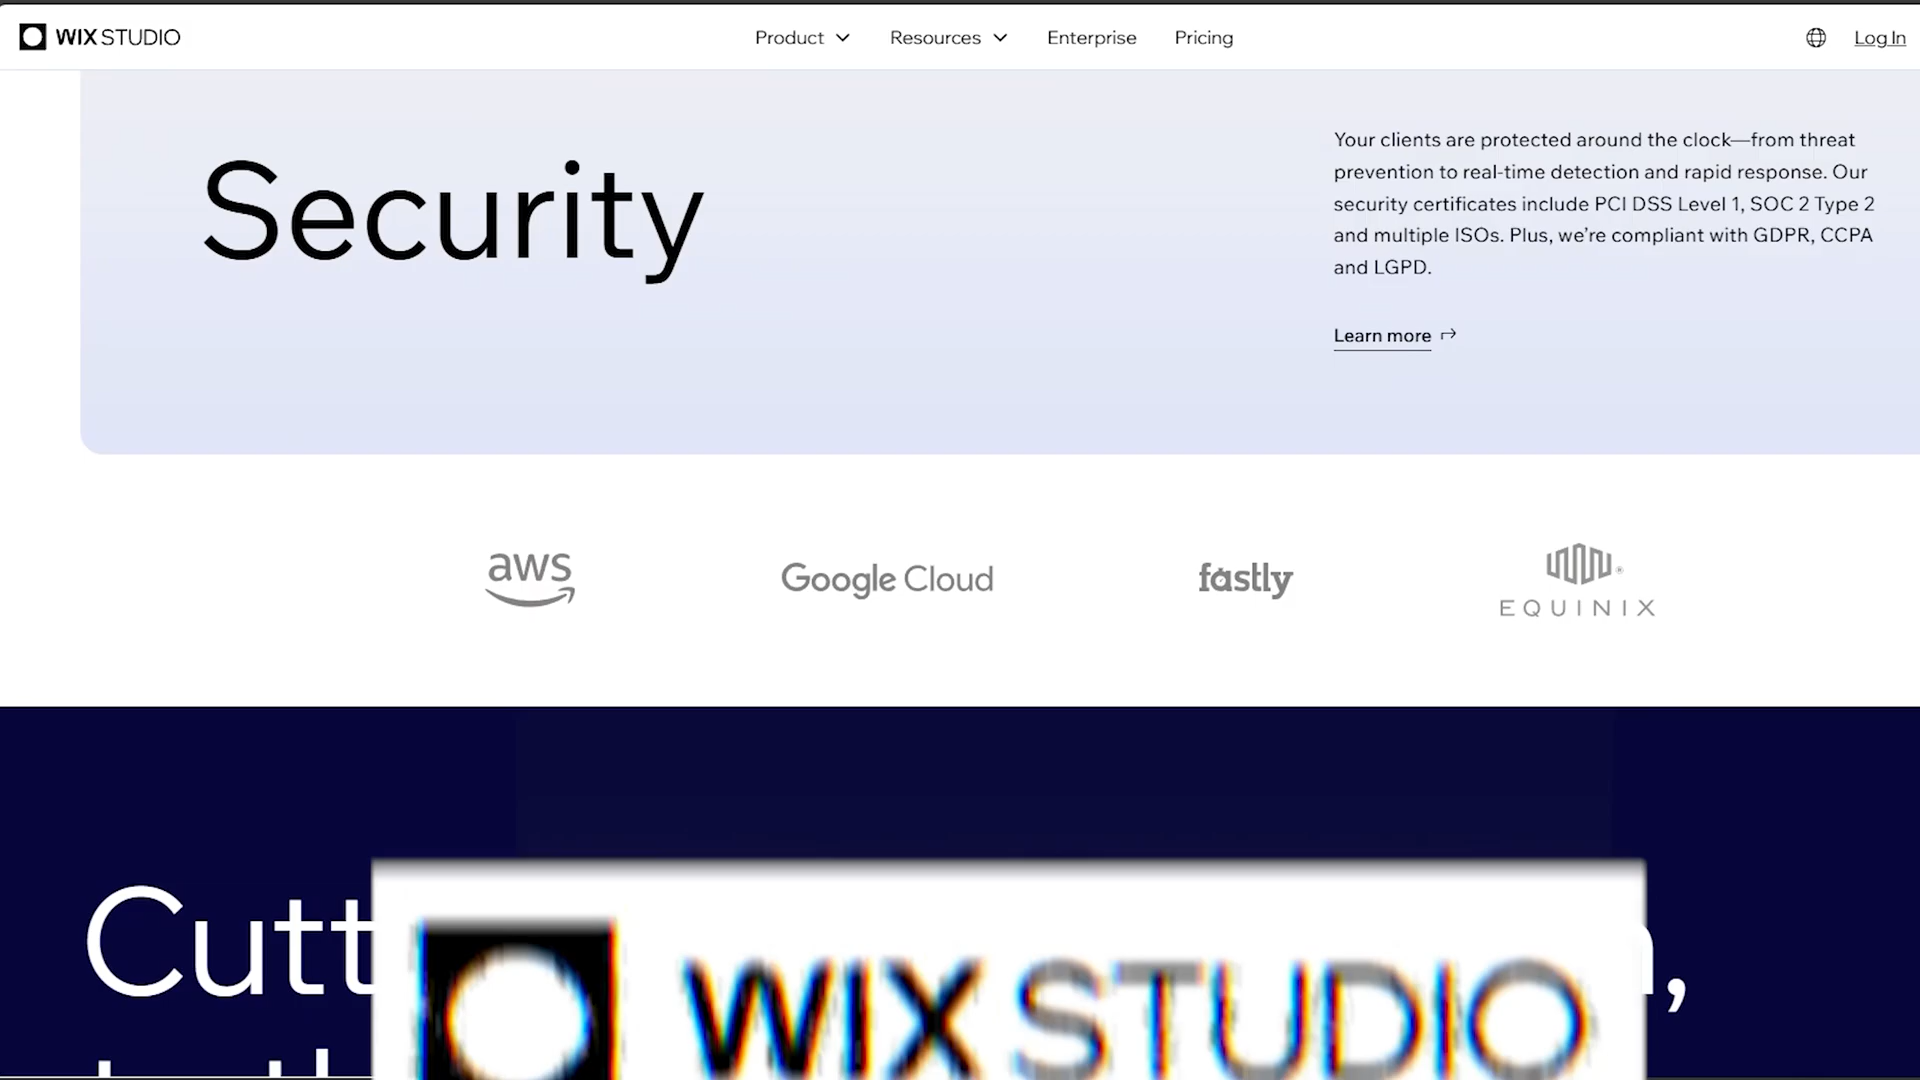 WIX STUDIO
Product
Resources
Enterprise
Pricing
Log In
Security
Your clients are protected around the clock—from threat
prevention to real-time detection and rapid response. Our
security certificates include PCI DSS Level 1, SOC 2 Type 2
and multiple ISOs. Plus, we’re compliant with GDPR, CCPA
and LGPD.
Learn more
aws
Google Cloud
fastly
EQUINIX
WIX STUDIO